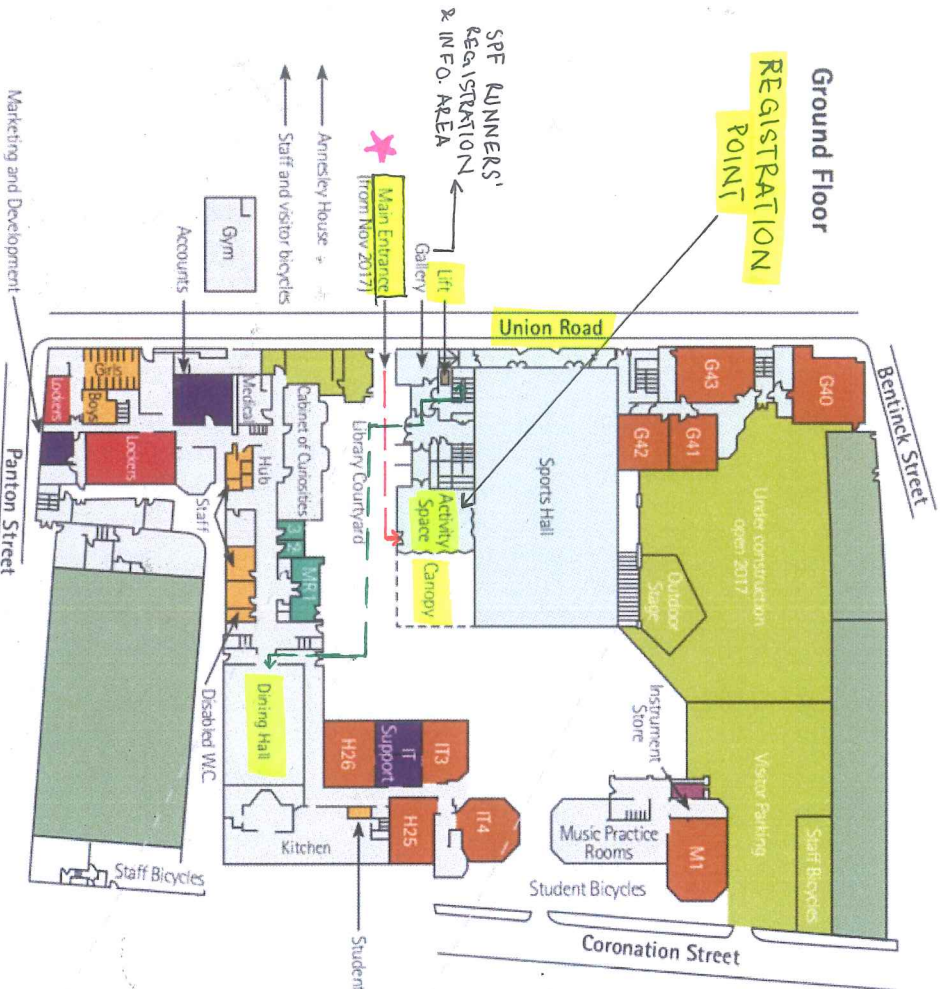 Ground Floor
REGISTRATION
POINT
SPF RUNNERS'
REGISTRATION
& INFO. AREA
Annesley House
Staff and visitor bicycles
Main Entrance
(from Nov 2017)
Gallery
Lift
Gym
Accounts
Marketing and Development
Union Road
Bentinck Street
Panton Street
Coronation Street
G40
G43
G41
G42
Under construction
open 2017
Outdoor
Stage
Sports Hall
Activity
Space
Canopy
Library Courtyard
Cabinet of Curiosities
Medical
Hub
Girls
Boys
Lockers
Lockers
Staff
3
2
MR1
Disabled W.C.
Dining Hall
Kitchen
H26
IT
Support
IT3
H25
IT4
Student
Instrument
Store
Music Practice
Rooms
M1
Visitor Parking
Staff Bicycles
Student Bicycles
Staff Bicycles